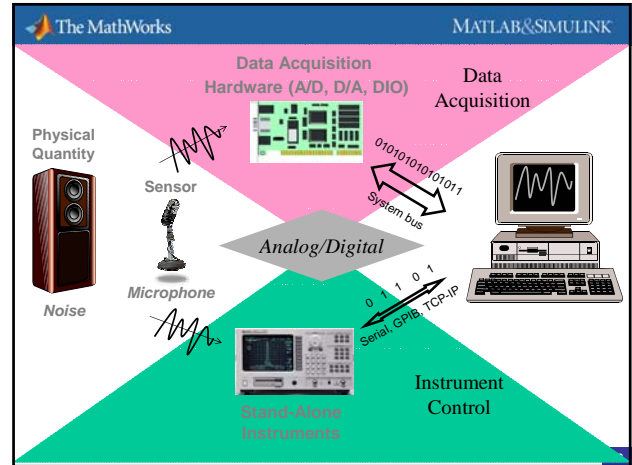 The MathWorks
MATLAB&SIMULINK
Data Acquisition
Hardware (A/D, D/A, DIO)
Data
Acquisition
Physical
Quantity
Sensor
010101010101011
System bus
Analog/Digital
Microphone
Noise
0 1 1 0 1
Serial, GPIB, TCP-IP
Stand-Alone
Instruments
Instrument
Control